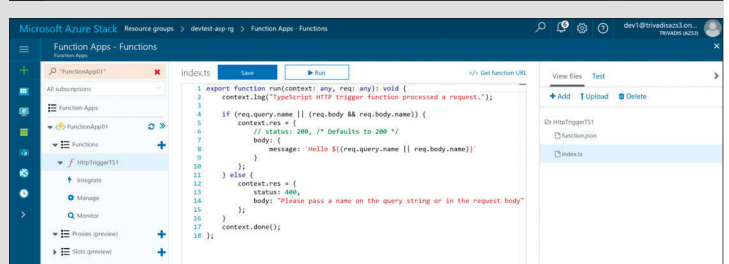 Microsoft Azure Stack Resource groups > devtest-asp-rg > Function Apps - Functions
dev1@trivadisazs3.on...
TRIVADIS (AZS3)
Function Apps - Functions
Function Apps
"FunctionApp01"
All subscriptions
Function Apps
FunctionApp01
Functions
HttpTriggerTS1
Integrate
Manage
Monitor
Proxies (preview)
Slots (preview)
index.ts Save Run </> Get function URL
1 export function run(context: any, req: any): void {
2 context.log("TypeScript HTTP trigger function processed a request.");
3
4 if (req.query.name || (req.body && req.body.name)) {
5 context.res = {
6 // status: 200, /* Defaults to 200 */
7 body: {
8 message: `Hello ${(req.query.name || req.body.name)}`
9 }
10 };
11 } else {
12 context.res = {
13 status: 400,
14 body: "Please pass a name on the query string or in the request body"
15 };
16 }
17 context.done();
18 };
View files Test
Add Upload Delete
HttpTriggerTS1
function.json
index.ts